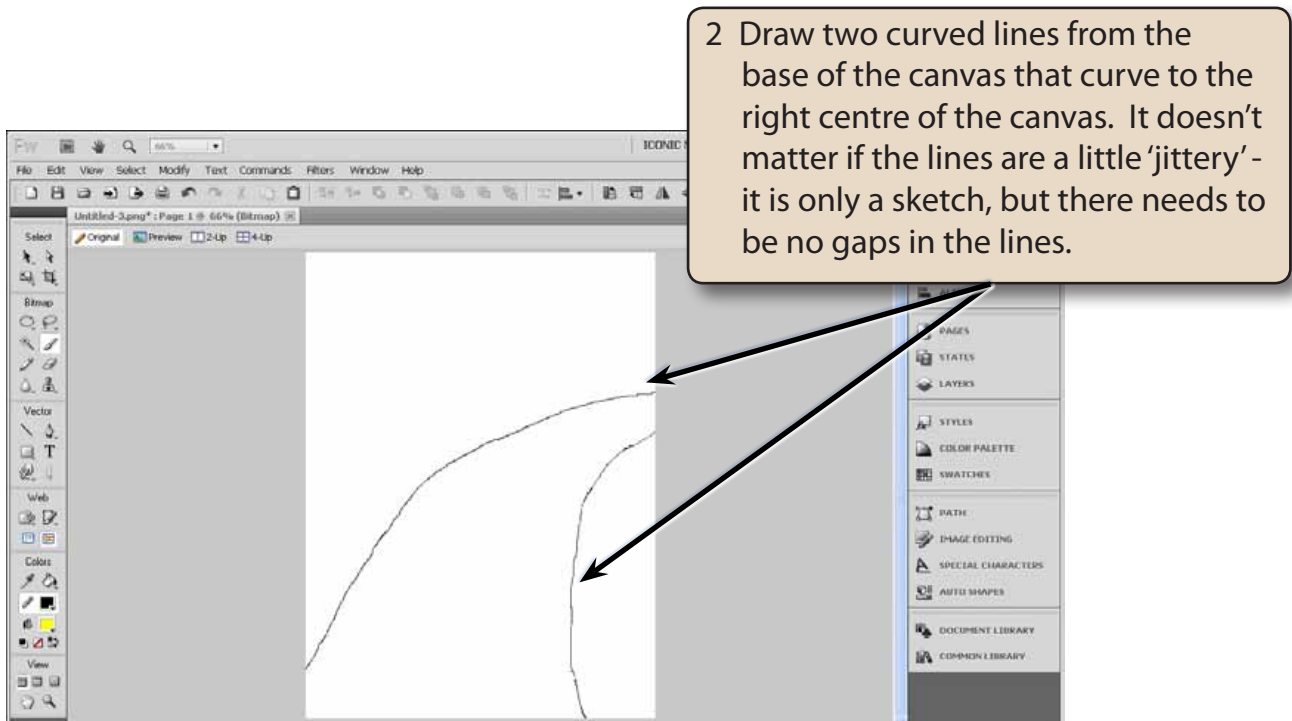 2 Draw two curved lines from the
base of the canvas that curve to the
right centre of the canvas. It doesn't
matter if the lines are a little 'jittery' -
it is only a sketch, but there needs to
be no gaps in the lines.
Fw 66% ICONIC
File Edit View Select Modify Text Commands Filters Window Help
Untitled-3.png* : Page 1 @ 66% (Bitmap)
Select Original Preview 2-Up 4-Up
Bitmap
Vector
T
Web
Colors
View
PAGES
STATES
LAYERS
STYLES
COLOR PALETTE
SWATCHES
PATH
IMAGE EDITING
SPECIAL CHARACTERS
AUTO SHAPES
DOCUMENT LIBRARY
COMMON LIBRARY